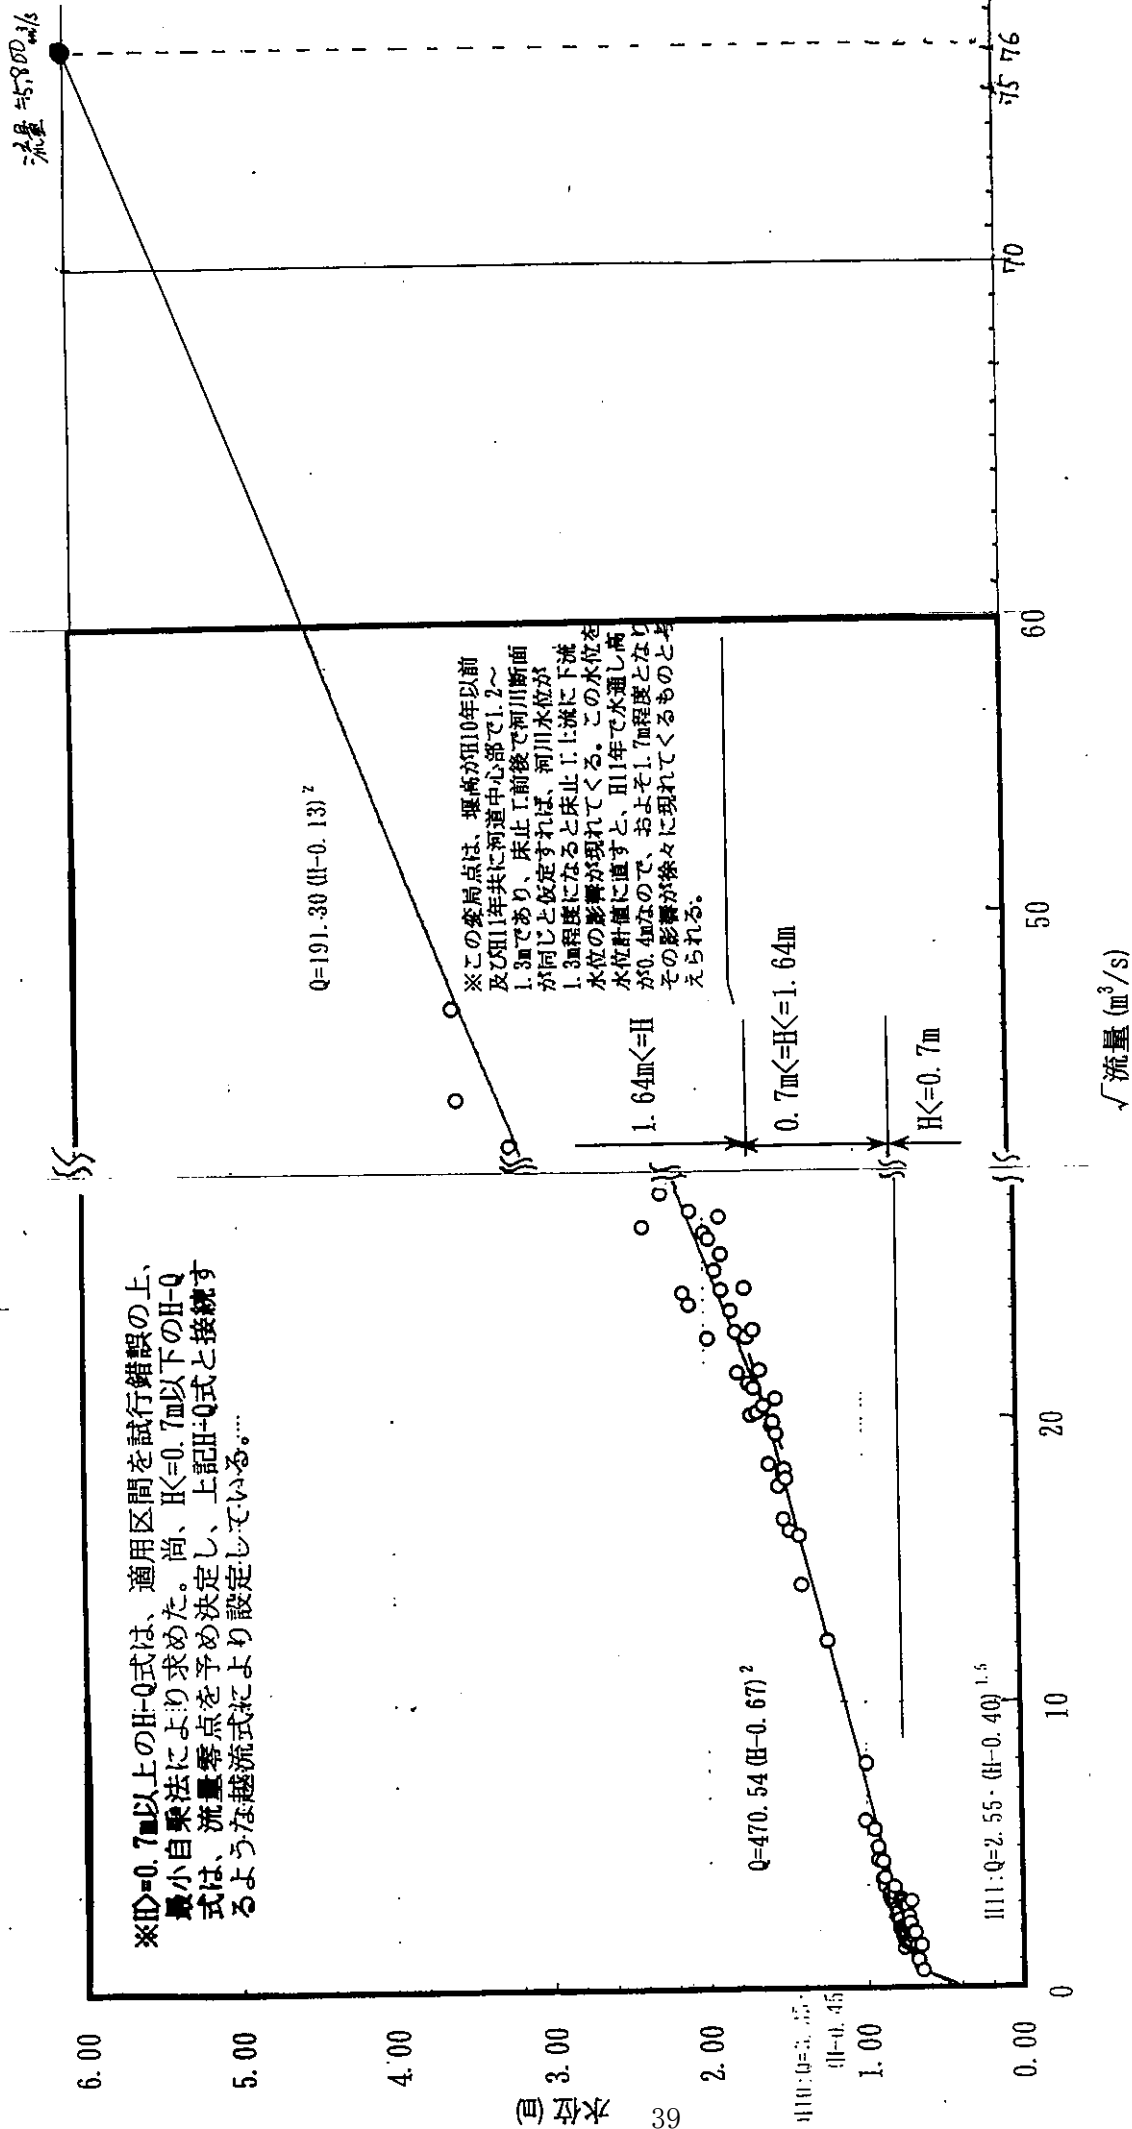 流量≒5,800㎥/s
※H>=0.7m以上のH-Q式は、適用区間を試行錯誤の上、
最小自乗法により求めた。尚、H<=0.7m以下のH-Q
式は、流量零点を予め決定し、上記H-Q式と接続す
るような越流式により設定している。
Q=191.30(H-0.13)²
※この変局点は、堰高がH10年以前
及びH11年共に河道中心部で1.2～
1.3mであり、床止工前後で河川断面
が同じと仮定すれば、河川水位が
1.3m程度になると床止工上流に下流
水位の影響が現れてくる。この水位を
水位計値に直すと、H11年で水通し高
が0.4mなので、およそ1.7m程度となり
その影響が徐々に現れてくるものと考
えられる。
1.64m<=H
0.7m<=H<=1.64m
H<=0.7m
Q=470.54(H-0.67)²
H11:Q=2.55·(H-0.40)¹·⁵
6.00
5.00
4.00
3.00
2.00
1.00
0.00
水位(m)
0
10
20
50
60
70
75
76
√流量(m³/s)
39